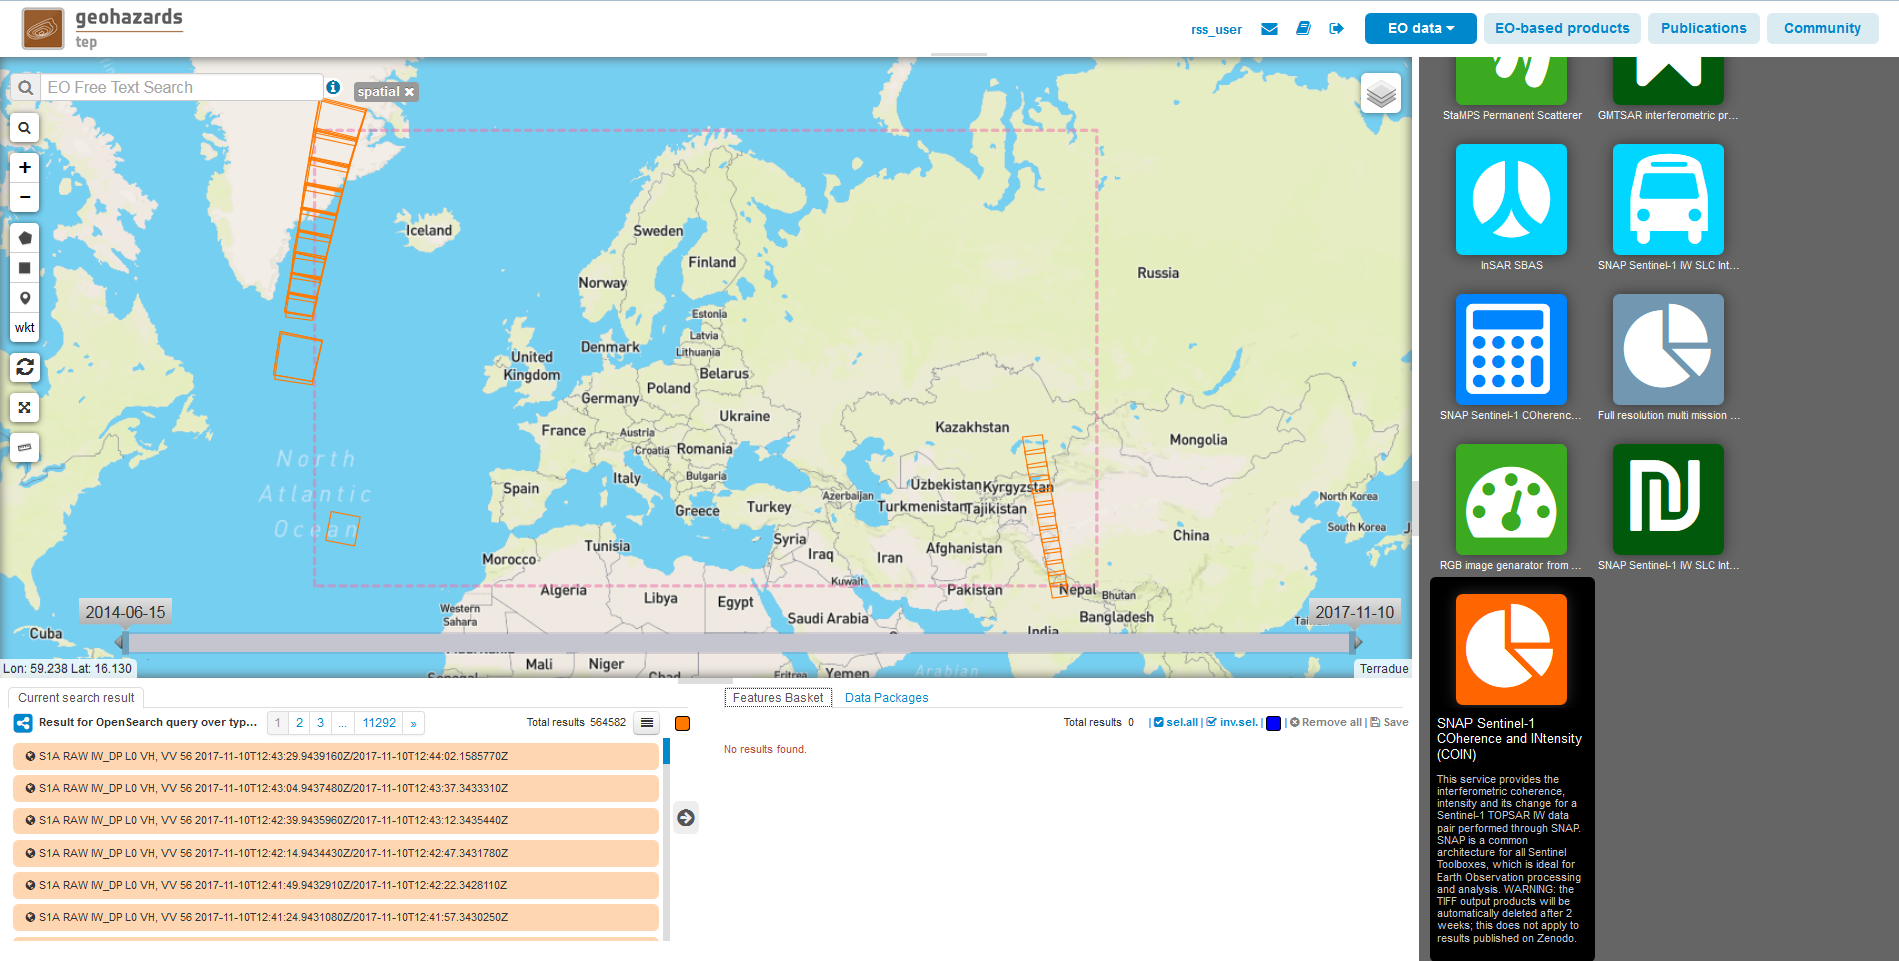 geohazards
tep
rss_user
EO data
EO-based products
Publications
Community
EO Free Text Search
spatial
wkt
Iceland
Sweden
Finland
Norway
Russia
Estonia
Latvia
Lithuania
Denmark
United
Kingdom
Belarus
Poland
Germany
Ukraine
France
Austria
Croatia
Romania
Kazakhstan
Mongolia
North
Atlantic
Ocean
Italy
Bulgaria
Spain
Uzbekistan
Kyrgyzstan
Azerbaijan
North Korea
Greece
Turkey
Turkmenistan
Tajikistan
South Korea
J
China
Syria
Tunisia
Iraq
Iran
Afghanistan
Morocco
Kuwait
Algeria
Libya
Egypt
Pakistan
Nepal
Bhutan
Western
Sahara
Saudi Arabia
Bangladesh
India
Cuba
2014-06-15
2017-11-10
Mali
Niger
Chad
Eritrea
Yemen
Arabian
Lon: 59.238 Lat: 16.130
Terradue
Current search result
Result for OpenSearch query over typ...
1 2 3 ... 11292 »
Total results 564582
S1A RAW IW_DP L0 VH, VV 56 2017-11-10T12:43:29.9439160Z/2017-11-10T12:44:02.1585770Z
S1A RAW IW_DP L0 VH, VV 56 2017-11-10T12:43:04.9437480Z/2017-11-10T12:43:37.3433310Z
S1A RAW IW_DP L0 VH, VV 56 2017-11-10T12:42:39.9435960Z/2017-11-10T12:43:12.3435440Z
S1A RAW IW_DP L0 VH, VV 56 2017-11-10T12:42:14.9434430Z/2017-11-10T12:42:47.3431780Z
S1A RAW IW_DP L0 VH, VV 56 2017-11-10T12:41:49.9432910Z/2017-11-10T12:42:22.3428110Z
S1A RAW IW_DP L0 VH, VV 56 2017-11-10T12:41:24.9431080Z/2017-11-10T12:41:57.3430250Z
Features Basket
Data Packages
Total results 0 | sel.all | inv.sel. | | Remove all | Save
No results found.
StaMPS Permanent Scatterer
GMTSAR interferometric pr...
InSAR SBAS
SNAP Sentinel-1 IW SLC Int...
SNAP Sentinel-1 COherenc...
Full resolution multi mission ...
RGB image genarator from ...
SNAP Sentinel-1 IW SLC Int...
SNAP Sentinel-1
COherence and INtensity
(COIN)
This service provides the
interferometric coherence,
intensity and its change for a
Sentinel-1 TOPSAR IW data
pair performed through SNAP.
SNAP is a common
architecture for all Sentinel
Toolboxes, which is ideal for
Earth Observation processing
and analysis. WARNING: the
TIFF output products will be
automatically deleted after 2
weeks; this does not apply to
results published on Zenodo.